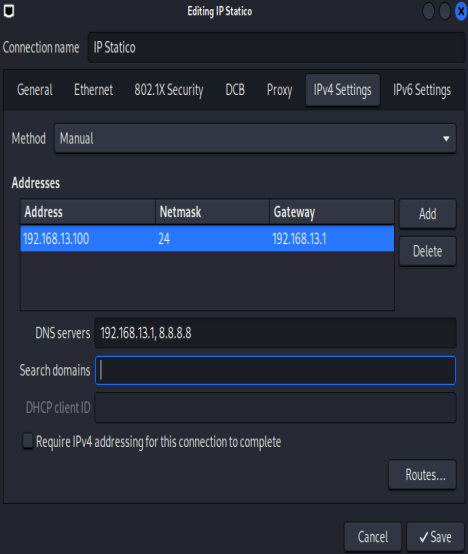 Editing IP Statico
Connection name IP Statico
General Ethernet 802.1X Security DCB Proxy IPv4 Settings IPv6 Settings
Method Manual
Addresses
Address Netmask Gateway Add
192.168.13.100 24 192.168.13.1
Delete
DNS servers 192.168.13.1, 8.8.8.8
Search domains
DHCP client ID
Require IPv4 addressing for this connection to complete
Routes...
Cancel Save